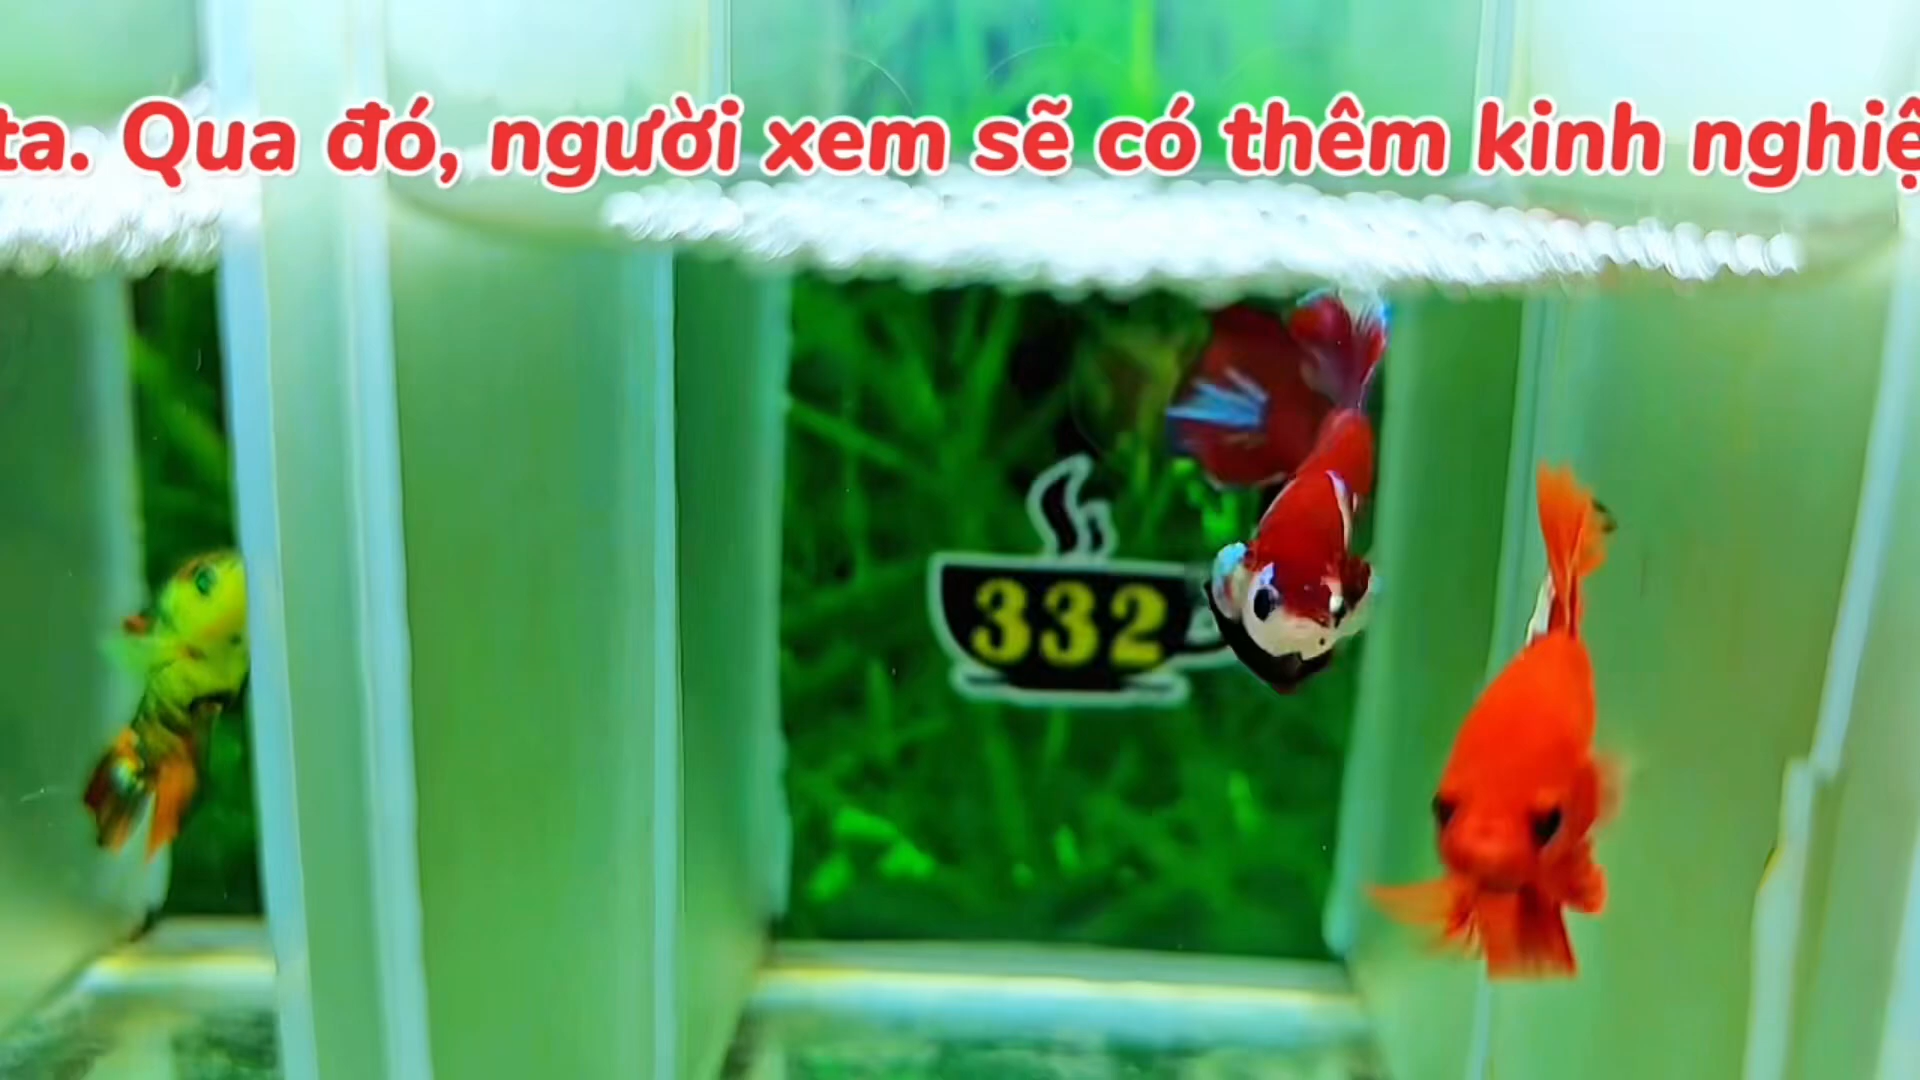 ta. Qua đó, người xem sẽ có thêm kinh nghiệ
332